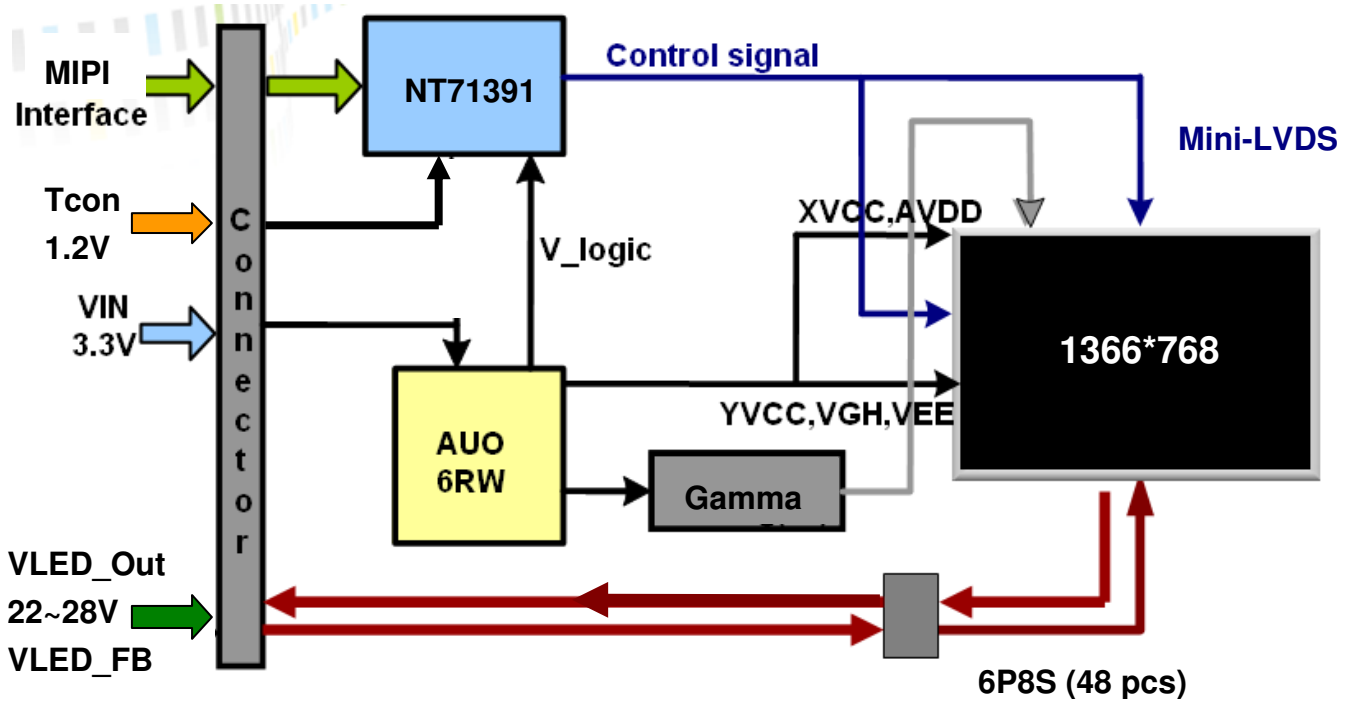 MIPI
Interface
Tcon
1.2V
VIN
3.3V
VLED_Out
22~28V
VLED_FB
Connector
NT71391
Control signal
Mini-LVDS
XVCC,AVDD
V_logic
1366*768
YVCC,VGH,VEE
AUO
6RW
Gamma
6P8S (48 pcs)